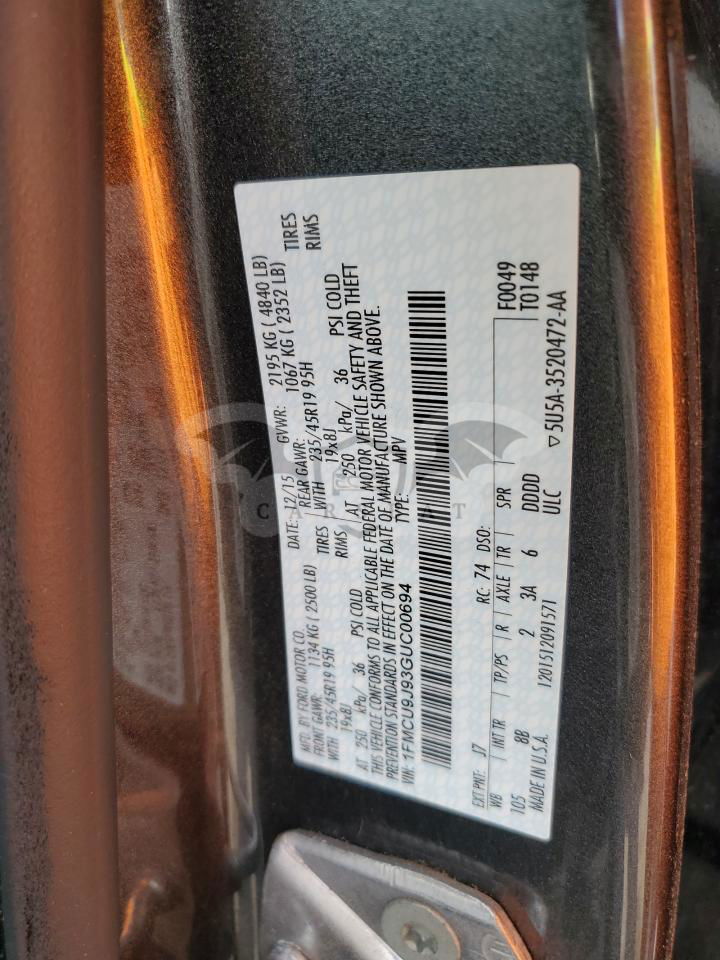 MFD. BY FORD MOTOR CO.
DATE: 12/15 GVWR: 2195 KG ( 4840 LB)
FRONT GAWR: 1134 KG ( 2500 LB) REAR GAWR: 1067 KG ( 2352 LB)
WITH 235/45R19 95H TIRES WITH 235/45R19 95H TIRES
19x8J RIMS 19x8J RIMS
AT 250 kPa/ 36 PSI COLD AT 250 kPa/ 36 PSI COLD
THIS VEHICLE CONFORMS TO ALL APPLICABLE FEDERAL MOTOR VEHICLE SAFETY AND THEFT
PREVENTION STANDARDS IN EFFECT ON THE DATE OF MANUFACTURE SHOWN ABOVE.
VIN: 1FMCU9J93GUC00694 TYPE: MPV
EXT PNT: J7 RC: 74 DSO:
WB INT TR TP/PS R AXLE TR SPR F0049
105 8B 2 3A 6 DDDD T0148
MADE IN U.S.A. 1201512091571 ULC
▽5U5A-3520472-AA
CAR BAT